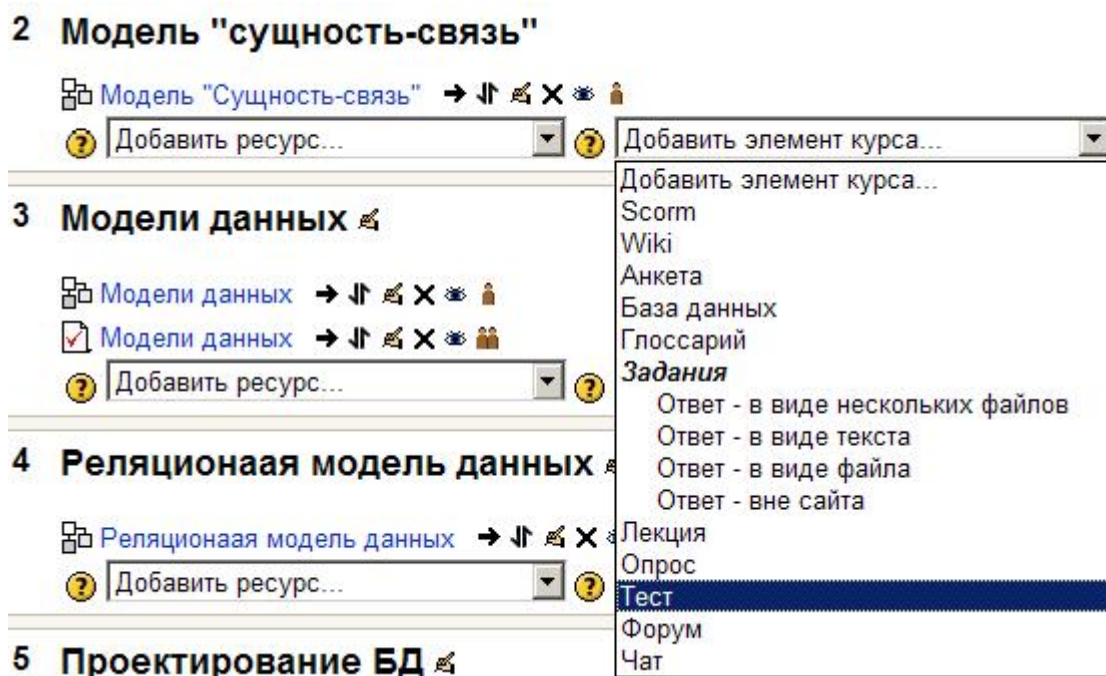 2 Модель "сущность-связь"
Модель "Сущность-связь"
Добавить ресурс... Добавить элемент курса...
Добавить элемент курса...
Scorm
Wiki
Анкета
База данных
Глоссарий
Задания
Ответ - в виде нескольких файлов
Ответ - в виде текста
Ответ - в виде файла
Ответ - вне сайта
Лекция
Опрос
Тест
Форум
Чат
3 Модели данных
Модели данных
Модели данных
Добавить ресурс...
4 Реляционаая модель данных
Реляционаая модель данных
Добавить ресурс...
5 Проектирование БД